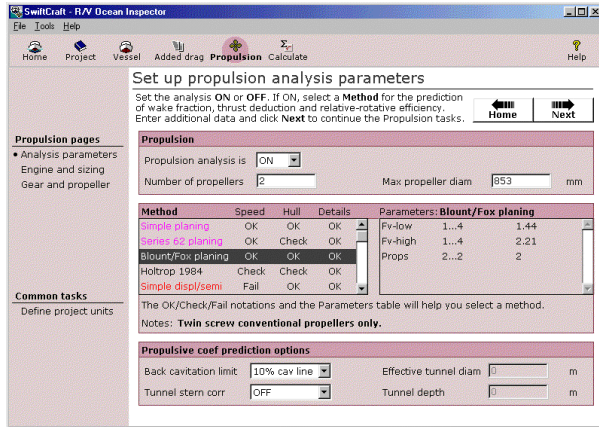 SwiftCraft - R/V Ocean Inspector
File Tools Help
Home Project Vessel Added drag Propulsion Calculate Help
Set up propulsion analysis parameters
Set the analysis ON or OFF. If ON, select a Method for the prediction
of wake fraction, thrust deduction and relative-rotative efficiency.
Enter additional data and click Next to continue the Propulsion tasks.
Home Next
Propulsion pages
• Analysis parameters
Engine and sizing
Gear and propeller
Common tasks
Define project units
Propulsion
Propulsion analysis is ON
Number of propellers 2 Max propeller diam 853 mm
Method Speed Hull Details
Simple planing OK OK OK
Series 62 planing OK Check OK
Blount/Fox planing OK OK OK
Holtrop 1984 Check Check OK
Simple displ/semi Fail OK OK
Parameters: Blount/Fox planing
Fv-low 1...4 1.44
Fv-high 1...4 2.21
Props 2...2 2
The OK/Check/Fail notations and the Parameters table will help you select a method.
Notes: Twin screw conventional propellers only.
Propulsive coef prediction options
Back cavitation limit 10% cav line Effective tunnel diam 0 m
Tunnel stern corr OFF Tunnel depth 0 m